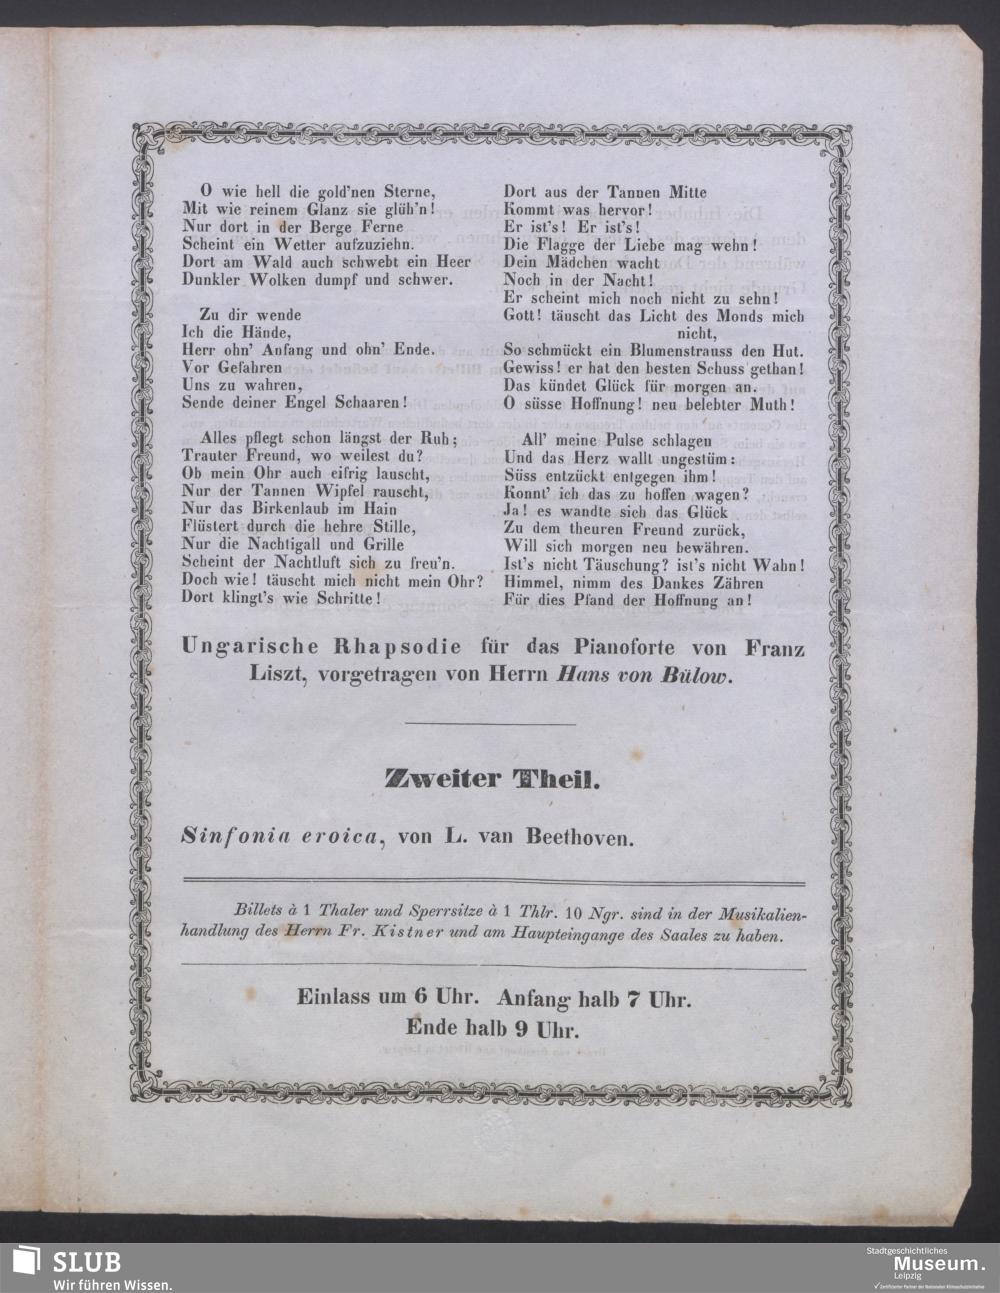 O wie hell die gold'nen Sterne,
Mit wie reinem Glanz sie glüh'n!
Nur dort in der Berge Ferne
Scheint ein Wetter aufzuziehn.
Dort am Wald auch schwebt ein Heer
Dunkler Wolken dumpf und schwer.
Zu dir wende
Ich die Hände,
Herr ohn' Anfang und ohn' Ende.
Vor Gefahren
Uns zu wahren,
Sende deiner Engel Schaaren!
Alles pflegt schon längst der Ruh;
Trauter Freund, wo weilest du?
Ob mein Ohr auch eifrig lauscht,
Nur der Tannen Wipfel rauscht,
Nur das Birkenlaub im Hain
Flüstert durch die hehre Stille,
Nur die Nachtigall und Grille
Scheint der Nachtluft sich zu freu'n.
Doch wie! täuscht mich nicht mein Ohr?
Dort klingt's wie Schritte!
Dort aus der Tannen Mitte
Kommt was hervor!
Er ist's! Er ist's!
Die Flagge der Liebe mag wehn!
Dein Mädchen wacht
Noch in der Nacht!
Er scheint mich noch nicht zu sehn!
Gott! täuscht das Licht des Monds mich
nicht,
So schmückt ein Blumenstrauss den Hut.
Gewiss! er hat den besten Schuss gethan!
Das kündet Glück für morgen an.
O süsse Hoffnung! neu belebter Muth!
All' meine Pulse schlagen
Und das Herz wallt ungestüm:
Süss entzückt entgegen ihm!
Konnt' ich das zu hoffen wagen?
Ja! es wandte sich das Glück
Zu dem theuren Freund zurück,
Will sich morgen neu bewähren.
Ist's nicht Täuschung? ist's nicht Wahn!
Himmel, nimm des Dankes Zähren
Für dies Pfand der Hoffnung an!
Ungarische Rhapsodie für das Pianoforte von Franz
Liszt, vorgetragen von Herrn Hans von Bülow.
Zweiter Theil.
Sinfonia eroica, von L. van Beethoven.
Billets à 1 Thaler und Sperrsitze à 1 Thlr. 10 Ngr. sind in der Musikalien-
handlung des Herrn Fr. Kistner und am Haupteingange des Saales zu haben.
Einlass um 6 Uhr. Anfang halb 7 Uhr.
Ende halb 9 Uhr.
SLUB
Wir führen Wissen.
Stadtgeschichtliches
Museum.
Leipzig